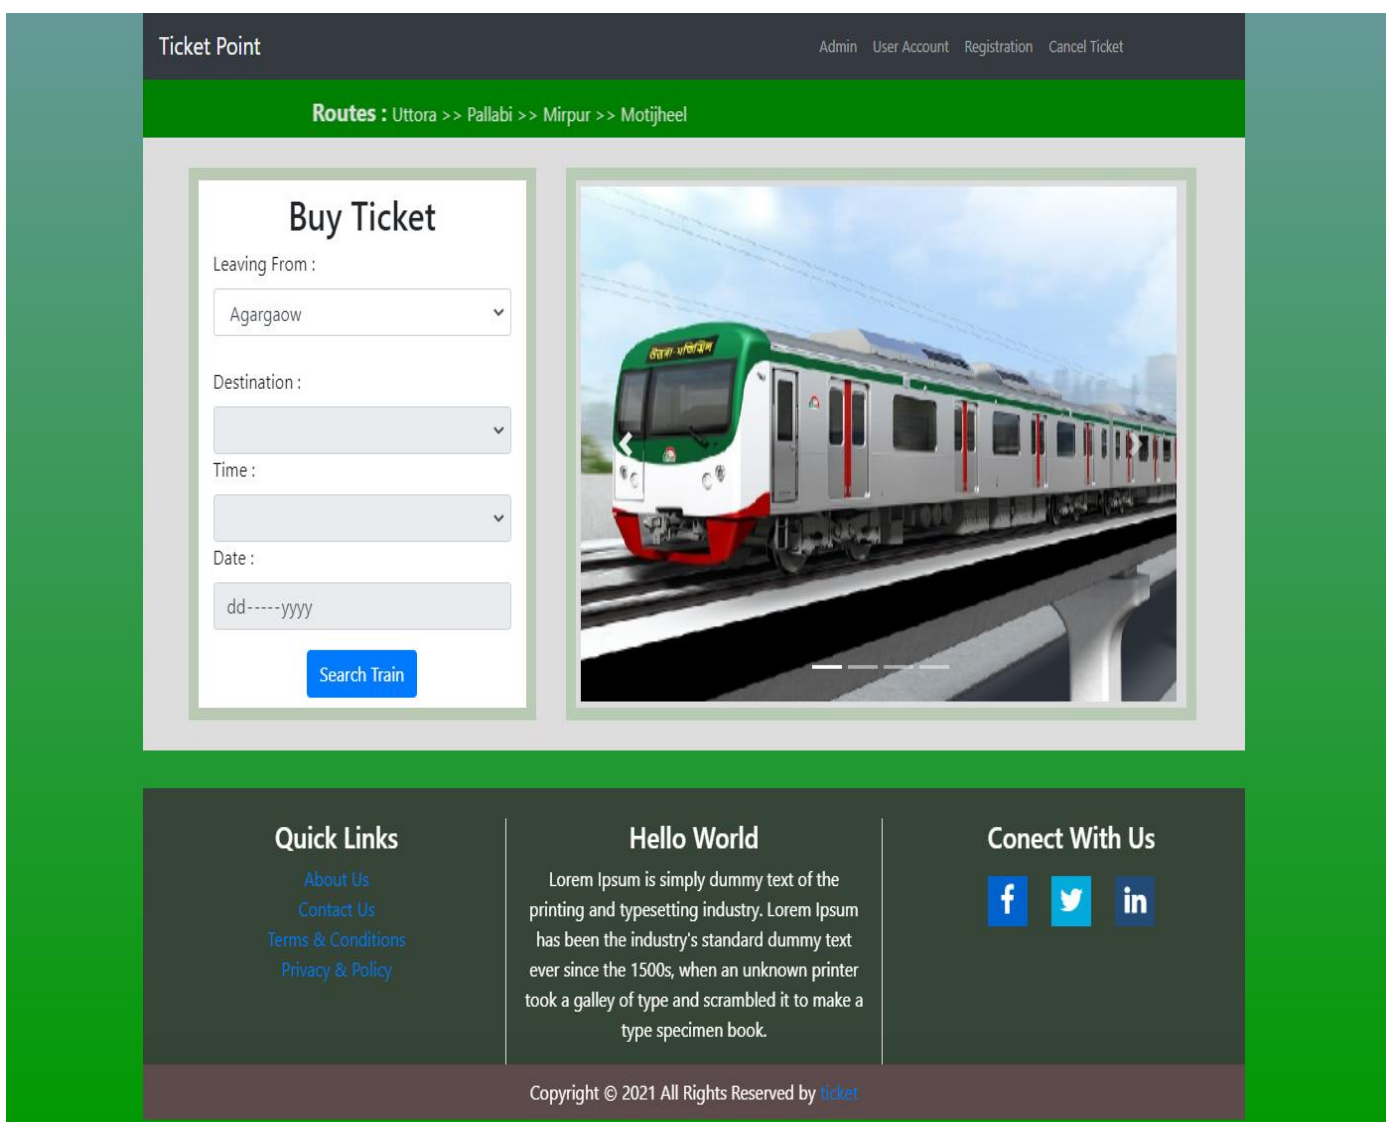 Ticket Point
Admin User Account Registration Cancel Ticket
Routes : Uttora >> Pallabi >> Mirpur >> Motijheel
Buy Ticket
Leaving From :
Agargaow
Destination :
Time :
Date :
dd-----yyyy
Search Train
উত্তরা-মতিঝিল
Quick Links
About Us
Contact Us
Terms & Conditions
Privacy & Policy
Hello World
Lorem Ipsum is simply dummy text of the
printing and typesetting industry. Lorem Ipsum
has been the industry's standard dummy text
ever since the 1500s, when an unknown printer
took a galley of type and scrambled it to make a
type specimen book.
Conect With Us
f
in
Copyright © 2021 All Rights Reserved by ticket